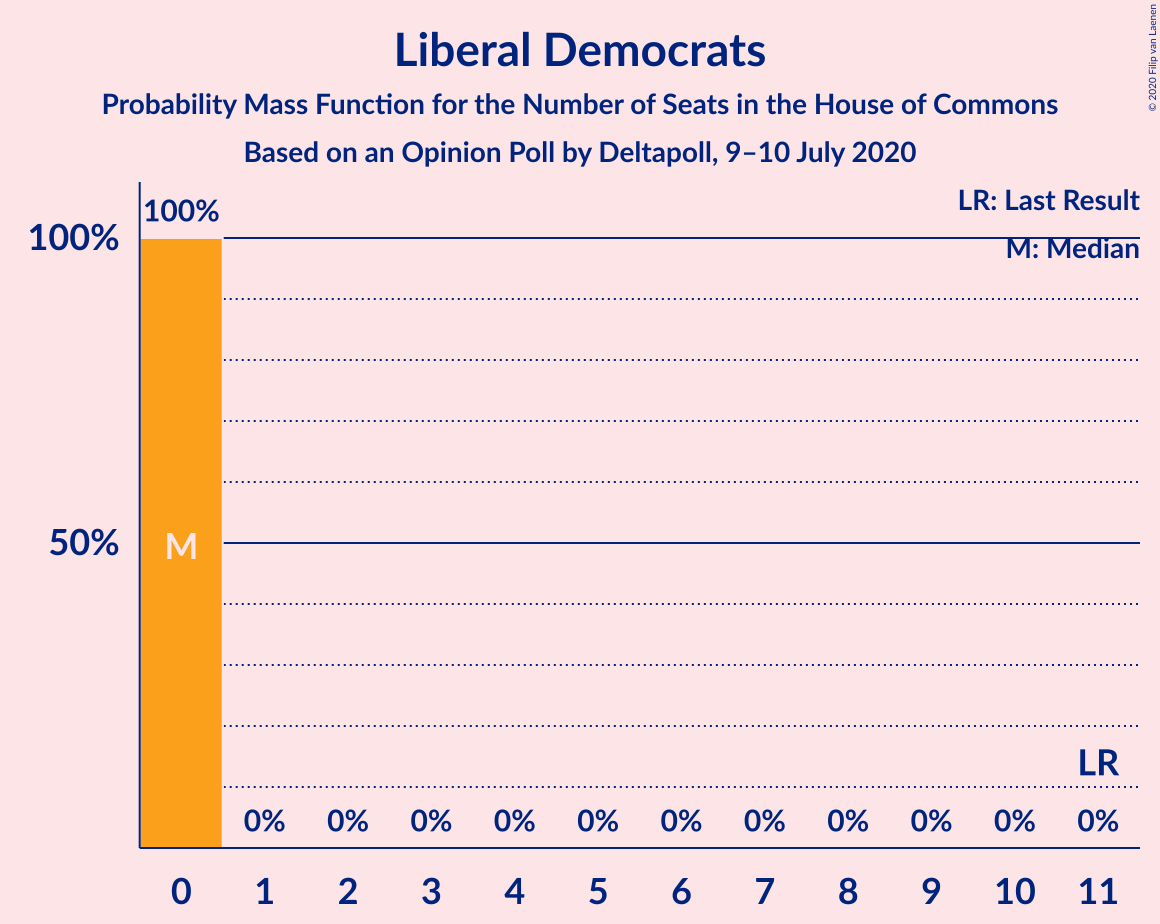 Liberal Democrats
Probability Mass Function for the Number of Seats in the House of Commons
Based on an Opinion Poll by Deltapoll, 9–10 July 2020
© 2020 Filip van Laenen
LR: Last Result
M: Median
100%
100%
50%
M
LR
0% 0% 0% 0% 0% 0% 0% 0% 0% 0% 0%
0 1 2 3 4 5 6 7 8 9 10 11